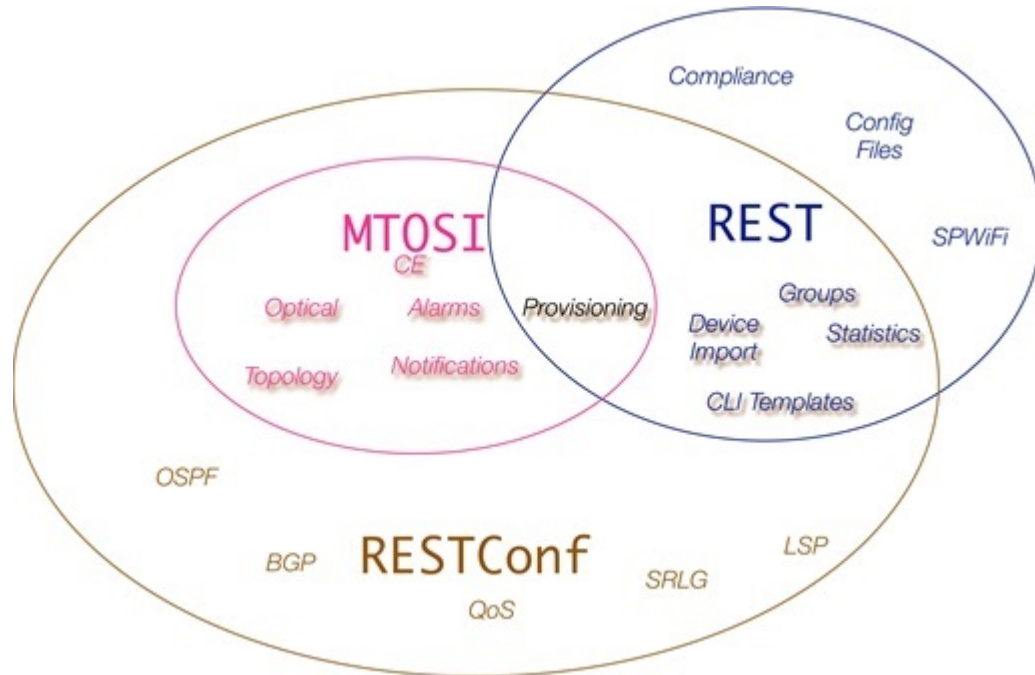 Compliance
Config
Files
MTOSI
REST
SPWiFi
CE
Optical
Alarms
Provisioning
Groups
Device
Import
Statistics
Topology
Notifications
CLI Templates
OSPF
BGP
RESTConf
LSP
SRLG
QoS